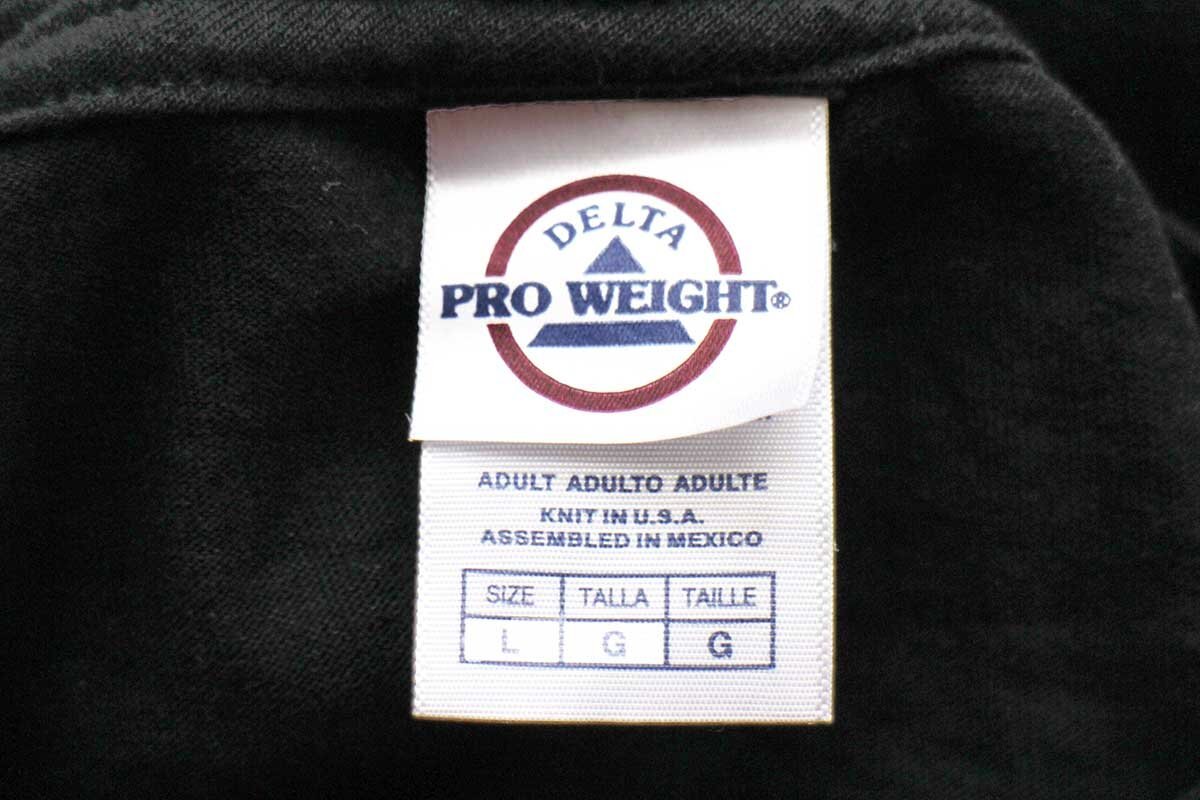 DELTA
PRO WEIGHT®
ADULT ADULTO ADULTE
KNIT IN U.S.A.
ASSEMBLED IN MEXICO
SIZE TALLA TAILLE
L G G